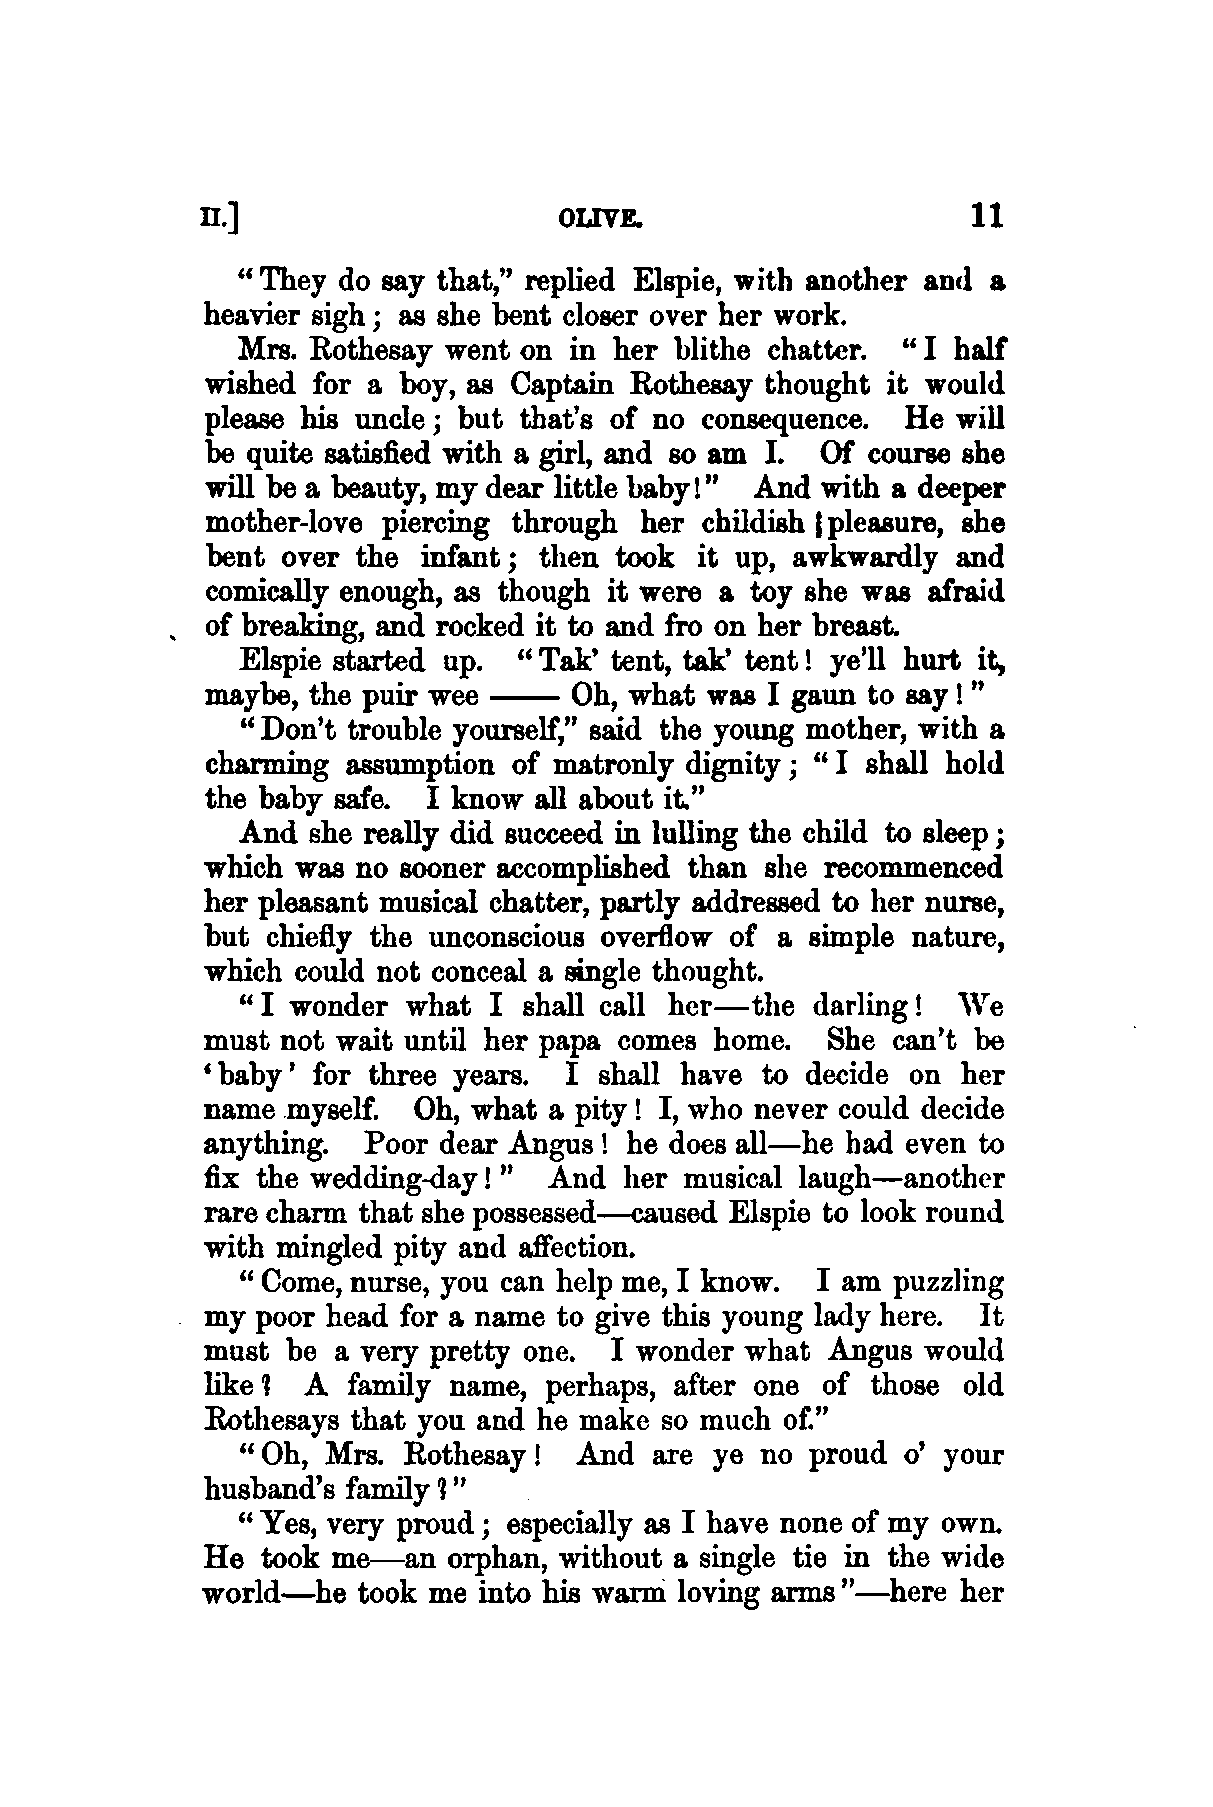 II.] OLIVE. 11
“They do say that,” replied Elspie, with another and a
heavier sigh; as she bent closer over her work.
Mrs. Rothesay went on in her blithe chatter. “I half
wished for a boy, as Captain Rothesay thought it would
please his uncle; but that’s of no consequence. He will
be quite satisfied with a girl, and so am I. Of course she
will be a beauty, my dear little baby!” And with a deeper
mother-love piercing through her childish pleasure, she
bent over the infant; then took it up, awkwardly and
comically enough, as though it were a toy she was afraid
of breaking, and rocked it to and fro on her breast.
Elspie started up. “Tak’ tent, tak’ tent! ye’ll hurt it,
maybe, the puir wee —— Oh, what was I gaun to say!”
“Don’t trouble yourself,” said the young mother, with a
charming assumption of matronly dignity; “I shall hold
the baby safe. I know all about it.”
And she really did succeed in lulling the child to sleep;
which was no sooner accomplished than she recommenced
her pleasant musical chatter, partly addressed to her nurse,
but chiefly the unconscious overflow of a simple nature,
which could not conceal a single thought.
“I wonder what I shall call her—the darling! We
must not wait until her papa comes home. She can’t be
‘baby’ for three years. I shall have to decide on her
name myself. Oh, what a pity! I, who never could decide
anything. Poor dear Angus! he does all—he had even to
fix the wedding-day!” And her musical laugh—another
rare charm that she possessed—caused Elspie to look round
with mingled pity and affection.
“Come, nurse, you can help me, I know. I am puzzling
my poor head for a name to give this young lady here. It
must be a very pretty one. I wonder what Angus would
like? A family name, perhaps, after one of those old
Rothesays that you and he make so much of.”
“Oh, Mrs. Rothesay! And are ye no proud o’ your
husband’s family?”
“Yes, very proud; especially as I have none of my own.
He took me—an orphan, without a single tie in the wide
world—he took me into his warm loving arms”—here her